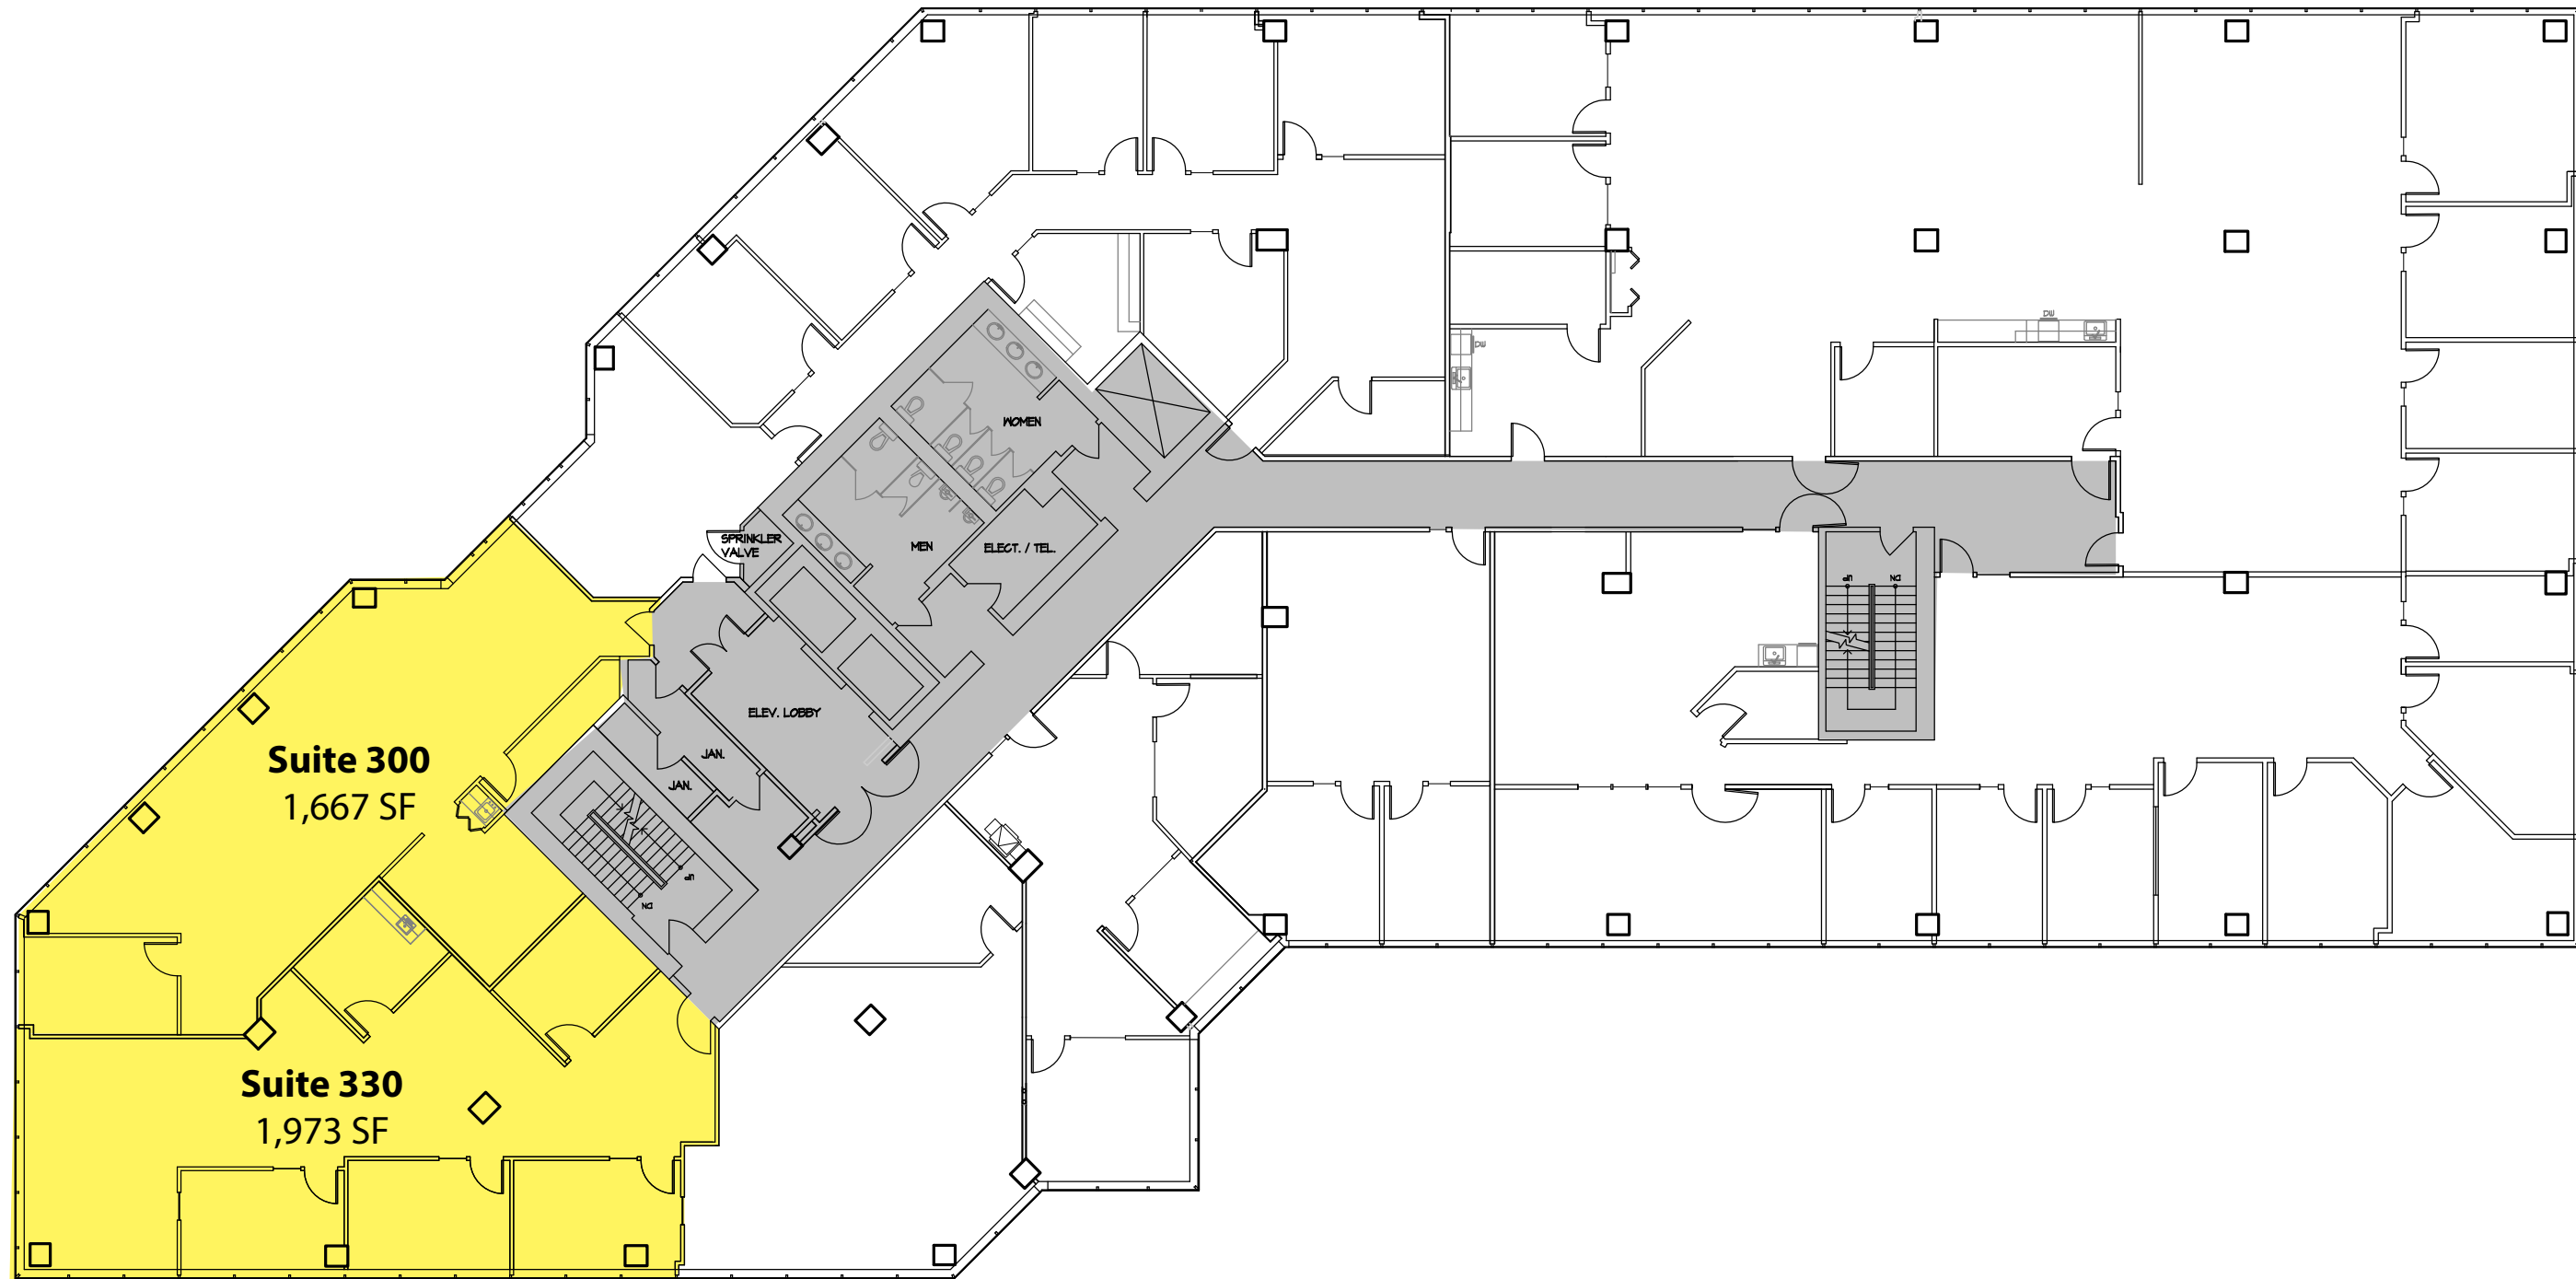 DW
DW
WOMEN
SPRINKLER
VALVE
MEN
ELECT. / TEL.
UP
DN
ELEV. LOBBY
JAN.
JAN.
Suite 300
1,667 SF
UP
DN
Suite 330
1,973 SF